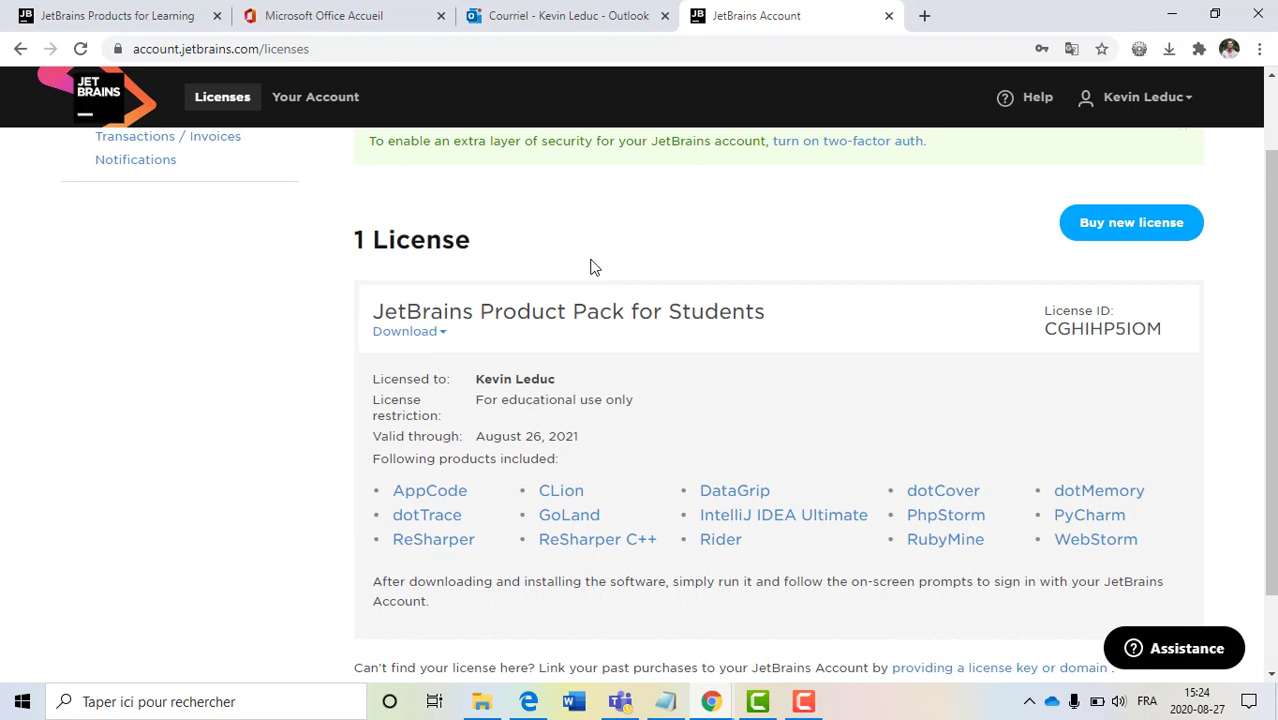 JetBrains Products for Learning
Microsoft Office Accueil
Courriel - Kevin Leduc - Outlook
JetBrains Account
account.jetbrains.com/licenses
JET
BRAINS
Licenses
Your Account
Help
Kevin Leduc
Transactions / Invoices
Notifications
To enable an extra layer of security for your JetBrains account, turn on two-factor auth.
1 License
Buy new license
JetBrains Product Pack for Students
Download
License ID:
CGHIHP5IOM
Licensed to: Kevin Leduc
License restriction: For educational use only
Valid through: August 26, 2021
Following products included:
• AppCode • CLion • DataGrip • dotCover • dotMemory
• dotTrace • GoLand • IntelliJ IDEA Ultimate • PhpStorm • PyCharm
• ReSharper • ReSharper C++ • Rider • RubyMine • WebStorm
After downloading and installing the software, simply run it and follow the on-screen prompts to sign in with your JetBrains
Account.
Assistance
Can't find your license here? Link your past purchases to your JetBrains Account by providing a license key or domain.
Taper ici pour rechercher
FRA
15:24
2020-08-27